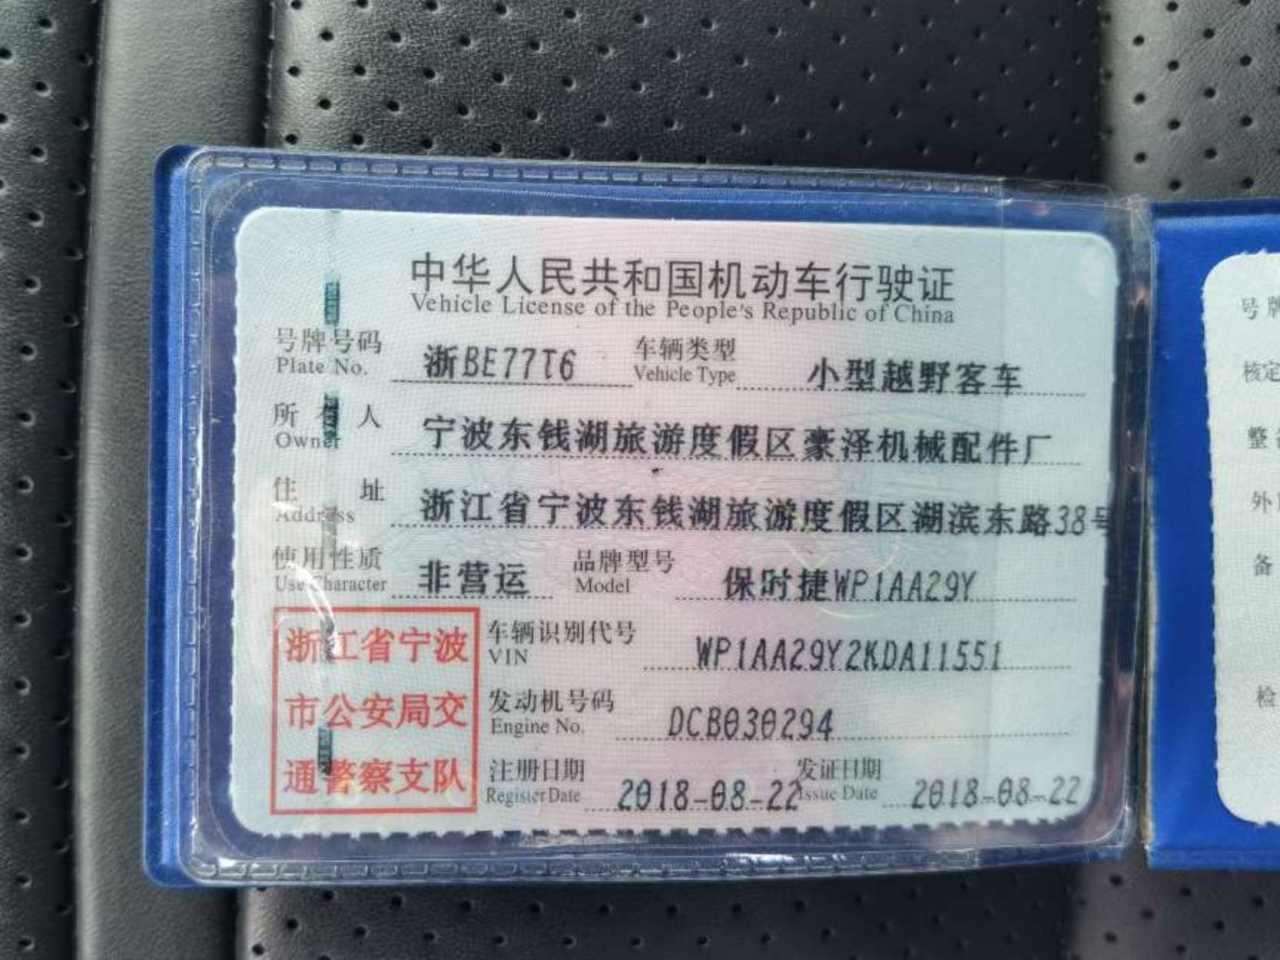 中华人民共和国机动车行驶证
Vehicle License of the People's Republic of China
号牌号码 浙BE77T6 车辆类型 小型越野客车
Plate No. Vehicle Type
所有人 宁波东钱湖旅游度假区豪泽机械配件厂
Owner
住址 浙江省宁波东钱湖旅游度假区湖滨东路38号
Address
使用性质 非营运 品牌型号 保时捷WP1AA29Y
Use Character Model
浙江省宁波
市公安局交
通警察支队
车辆识别代号 WP1AA29Y2KDA11551
VIN
发动机号码 DCB030294
Engine No.
注册日期 2018-08-22 发证日期 2018-08-22
Register Date Issue Date
号牌
核定
整
外
备
检